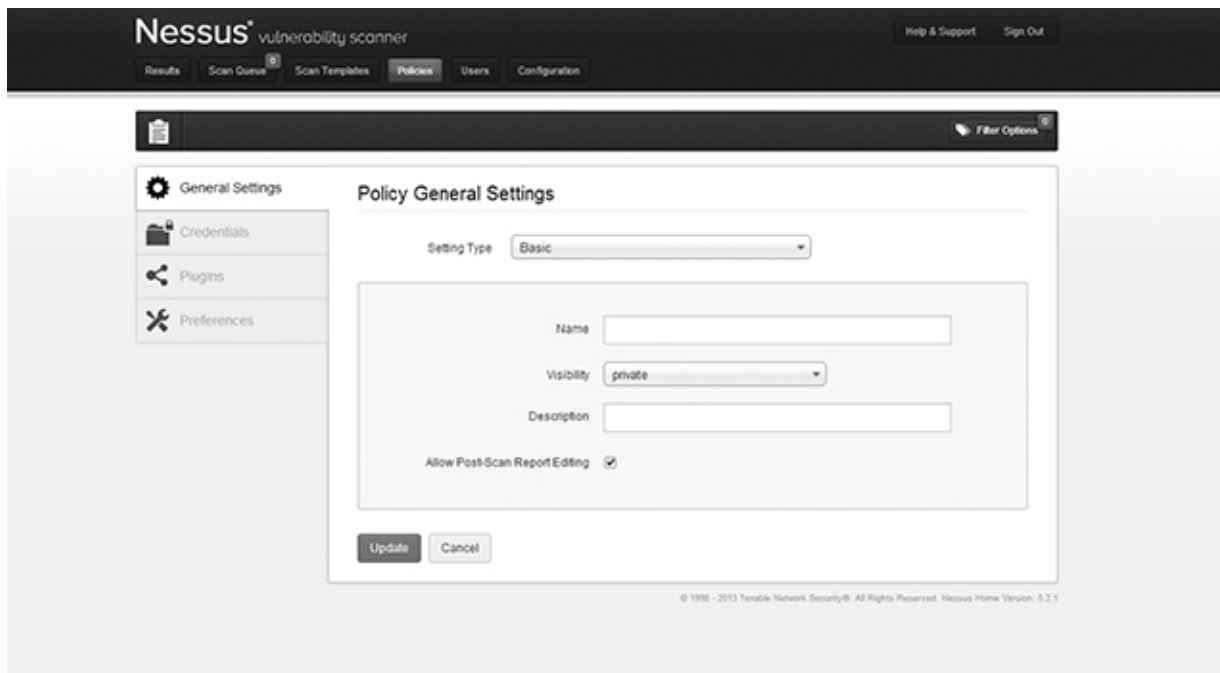 Nessus® vulnerability scanner
Help & Support Sign Out
Results Scan Queue 0 Scan Templates Policies Users Configuration
Filter Options 0
General Settings
Credentials
Plugins
Preferences
Policy General Settings
Setting Type Basic
Name
Visibility private
Description
Allow Post-Scan Report Editing
Update Cancel
© 1998 - 2013 Tenable Network Security®. All Rights Reserved. Nessus Home Version: 5.2.1